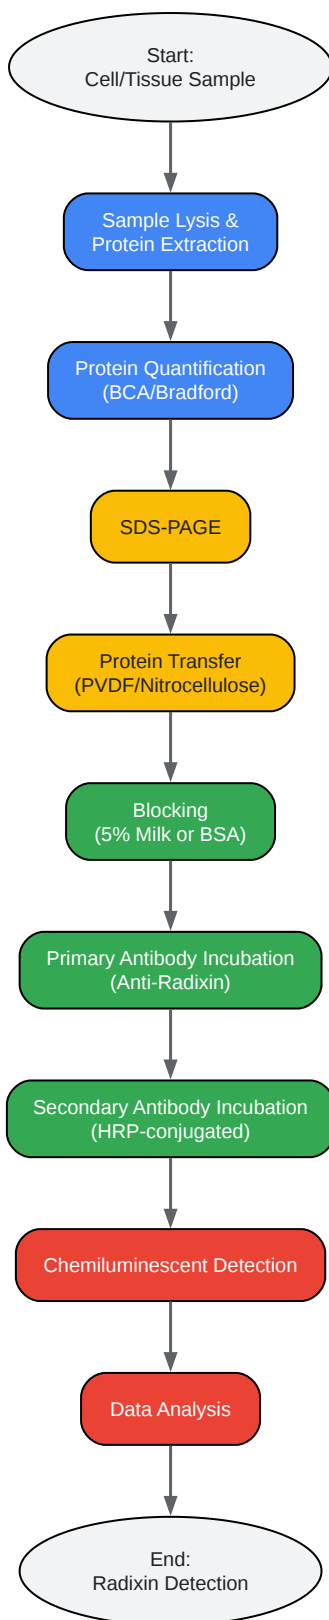 Start:
Cell/Tissue Sample
Sample Lysis &
Protein Extraction
Protein Quantification
(BCA/Bradford)
SDS-PAGE
Protein Transfer
(PVDF/Nitrocellulose)
Blocking
(5% Milk or BSA)
Primary Antibody Incubation
(Anti-Radixin)
Secondary Antibody Incubation
(HRP-conjugated)
Chemiluminescent Detection
Data Analysis
End:
Radixin Detection